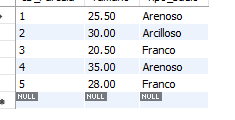 1 25.50 Arenoso
2 30.00 Arcilloso
3 20.50 Franco
4 35.00 Arenoso
5 28.00 Franco
NULL NULL NULL